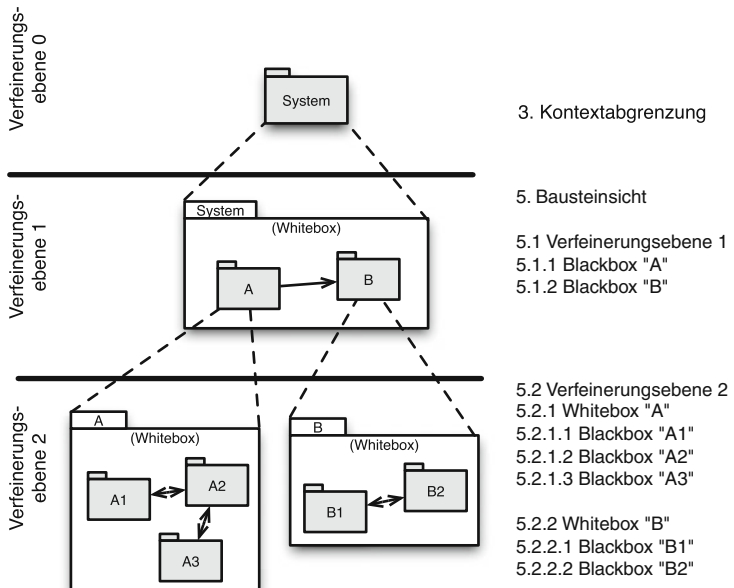 Verfeinerungs-
ebene 0
System
3. Kontextabgrenzung
Verfeinerungs-
ebene 1
System
(Whitebox)
A
B
5. Bausteinsicht
5.1 Verfeinerungsebene 1
5.1.1 Blackbox "A"
5.1.2 Blackbox "B"
Verfeinerungs-
ebene 2
A
(Whitebox)
A1
A2
A3
B
(Whitebox)
B1
B2
5.2 Verfeinerungsebene 2
5.2.1 Whitebox "A"
5.2.1.1 Blackbox "A1"
5.2.1.2 Blackbox "A2"
5.2.1.3 Blackbox "A3"
5.2.2 Whitebox "B"
5.2.2.1 Blackbox "B1"
5.2.2.2 Blackbox "B2"